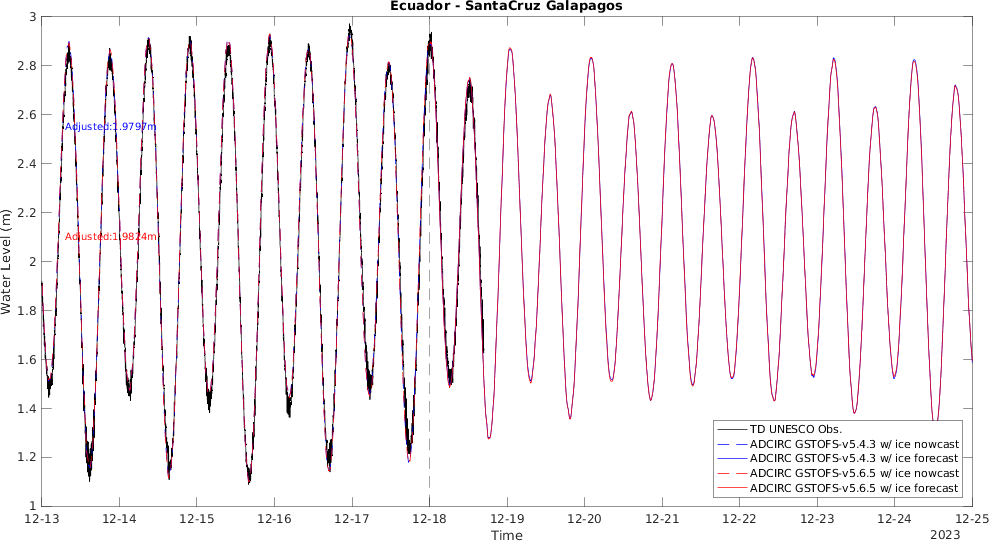 Ecuador - SantaCruz Galapagos
3
2.8
2.6
2.4
2.2
2
1.8
1.6
1.4
1.2
1
Water Level (m)
Adjusted:1.9797m
Adjusted:1.9824m
TD UNESCO Obs.
ADCIRC GSTOFS-v5.4.3 w/ ice nowcast
ADCIRC GSTOFS-v5.4.3 w/ ice forecast
ADCIRC GSTOFS-v5.6.5 w/ ice nowcast
ADCIRC GSTOFS-v5.6.5 w/ ice forecast
12-13 12-14 12-15 12-16 12-17 12-18 12-19 12-20 12-21 12-22 12-23 12-24 12-25
Time
2023